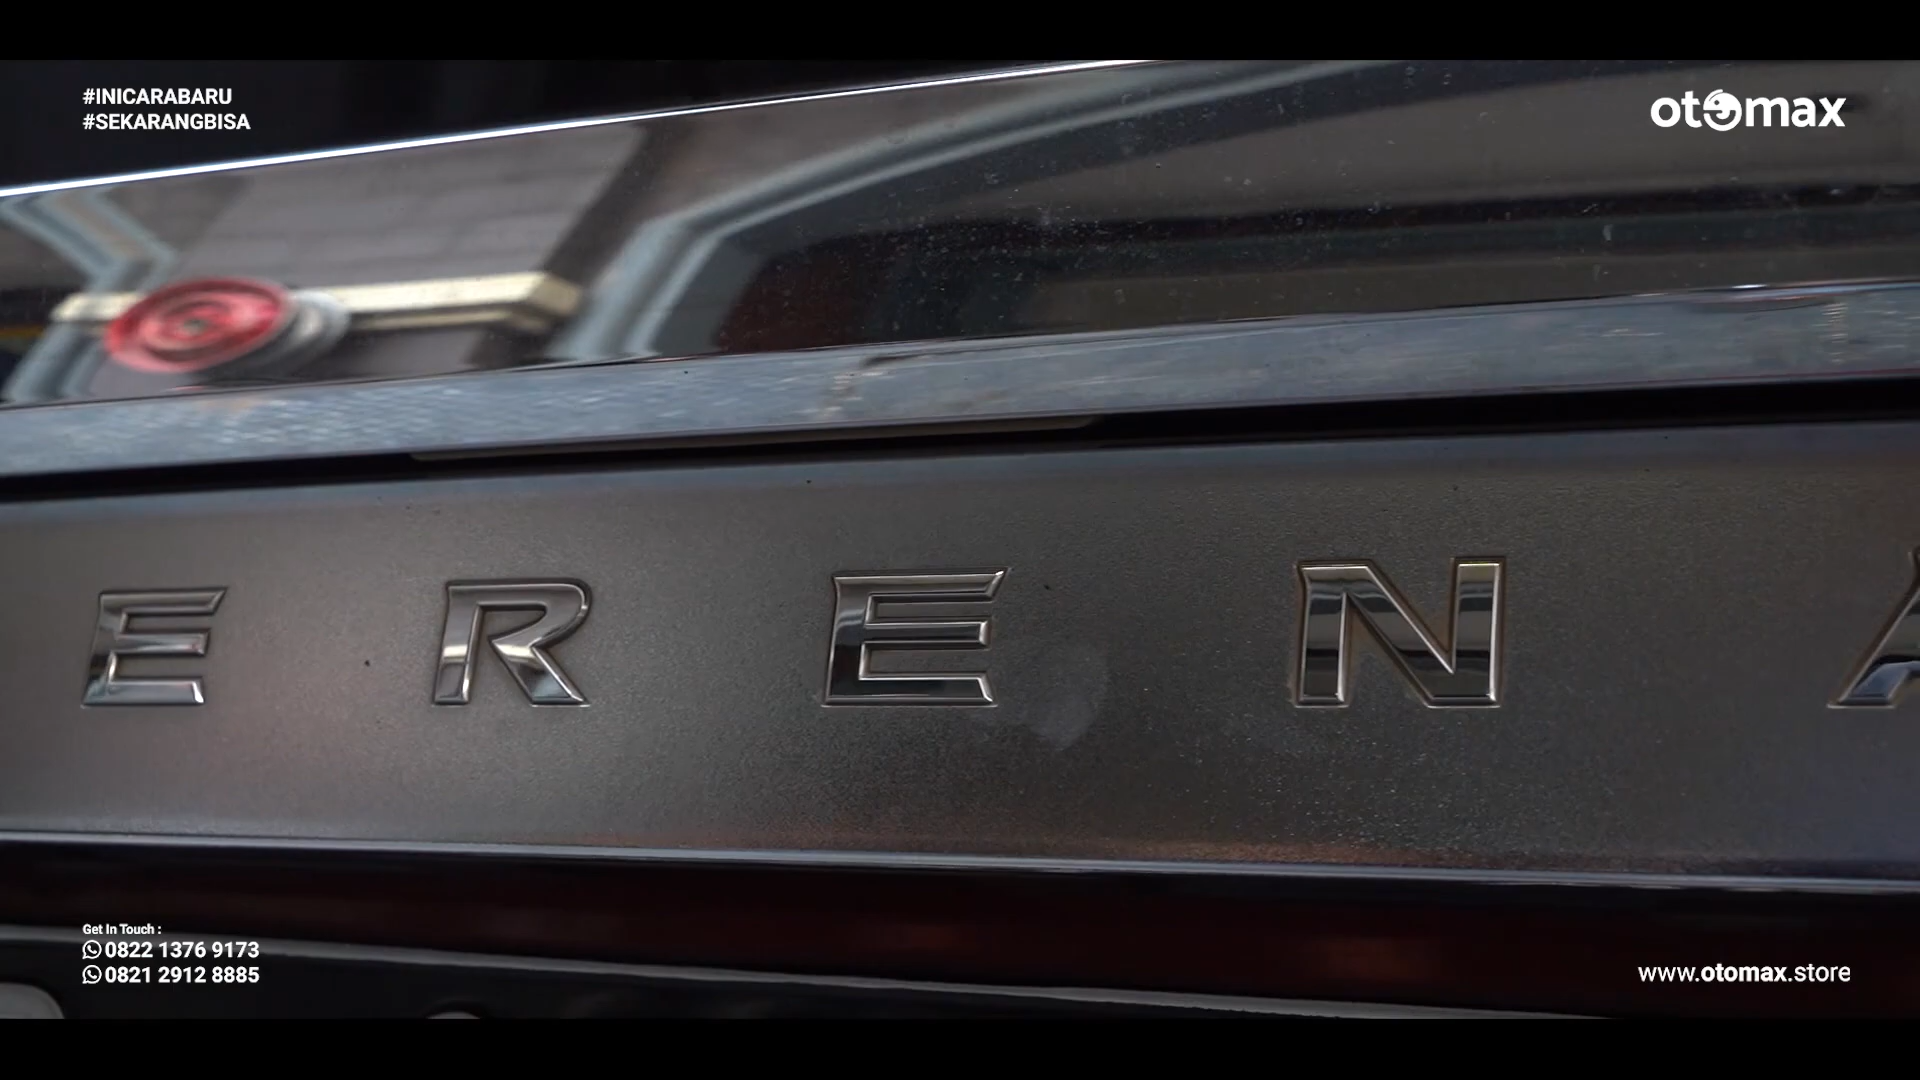 #INICARABARU
#SEKARANGBISA
otomax
E R E N A
Get In Touch :
0822 1376 9173
0821 2912 8885
www.otomax.store